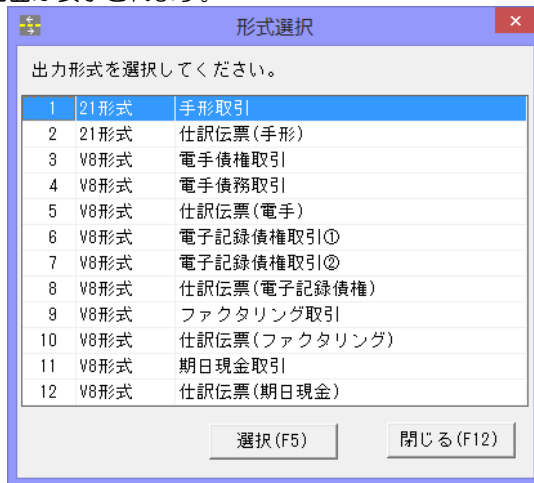 形式選択
出力形式を選択してください。
1 21形式 手形取引
2 21形式 仕訳伝票(手形)
3 V8形式 電手債権取引
4 V8形式 電手債務取引
5 V8形式 仕訳伝票(電手)
6 V8形式 電子記録債権取引①
7 V8形式 電子記録債権取引②
8 V8形式 仕訳伝票(電子記録債権)
9 V8形式 ファクタリング取引
10 V8形式 仕訳伝票(ファクタリング)
11 V8形式 期日現金取引
12 V8形式 仕訳伝票(期日現金)
選択(F5) 閉じる(F12)